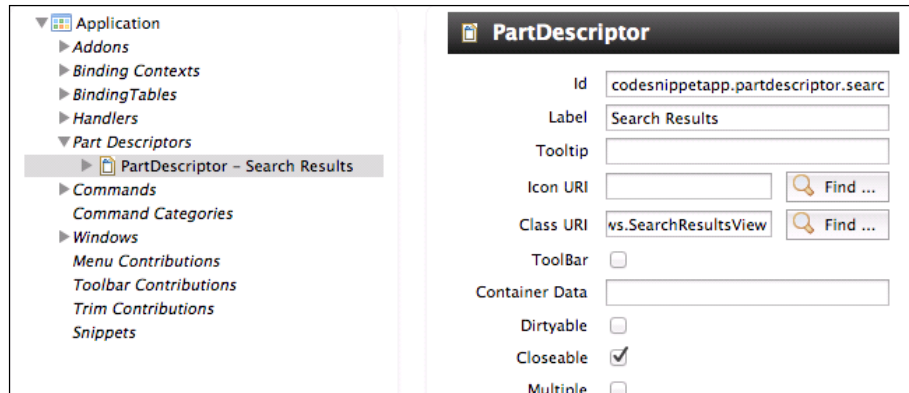 Application
Addons
Binding Contexts
BindingTables
Handlers
Part Descriptors
PartDescriptor – Search Results
Commands
Command Categories
Windows
Menu Contributions
Toolbar Contributions
Trim Contributions
Snippets
PartDescriptor
Id codesnippetapp.partdescriptor.searc
Label Search Results
Tooltip
Icon URI Find ...
Class URI ws.SearchResultsView Find ...
ToolBar
Container Data
Dirtyable
Closeable
Multiple